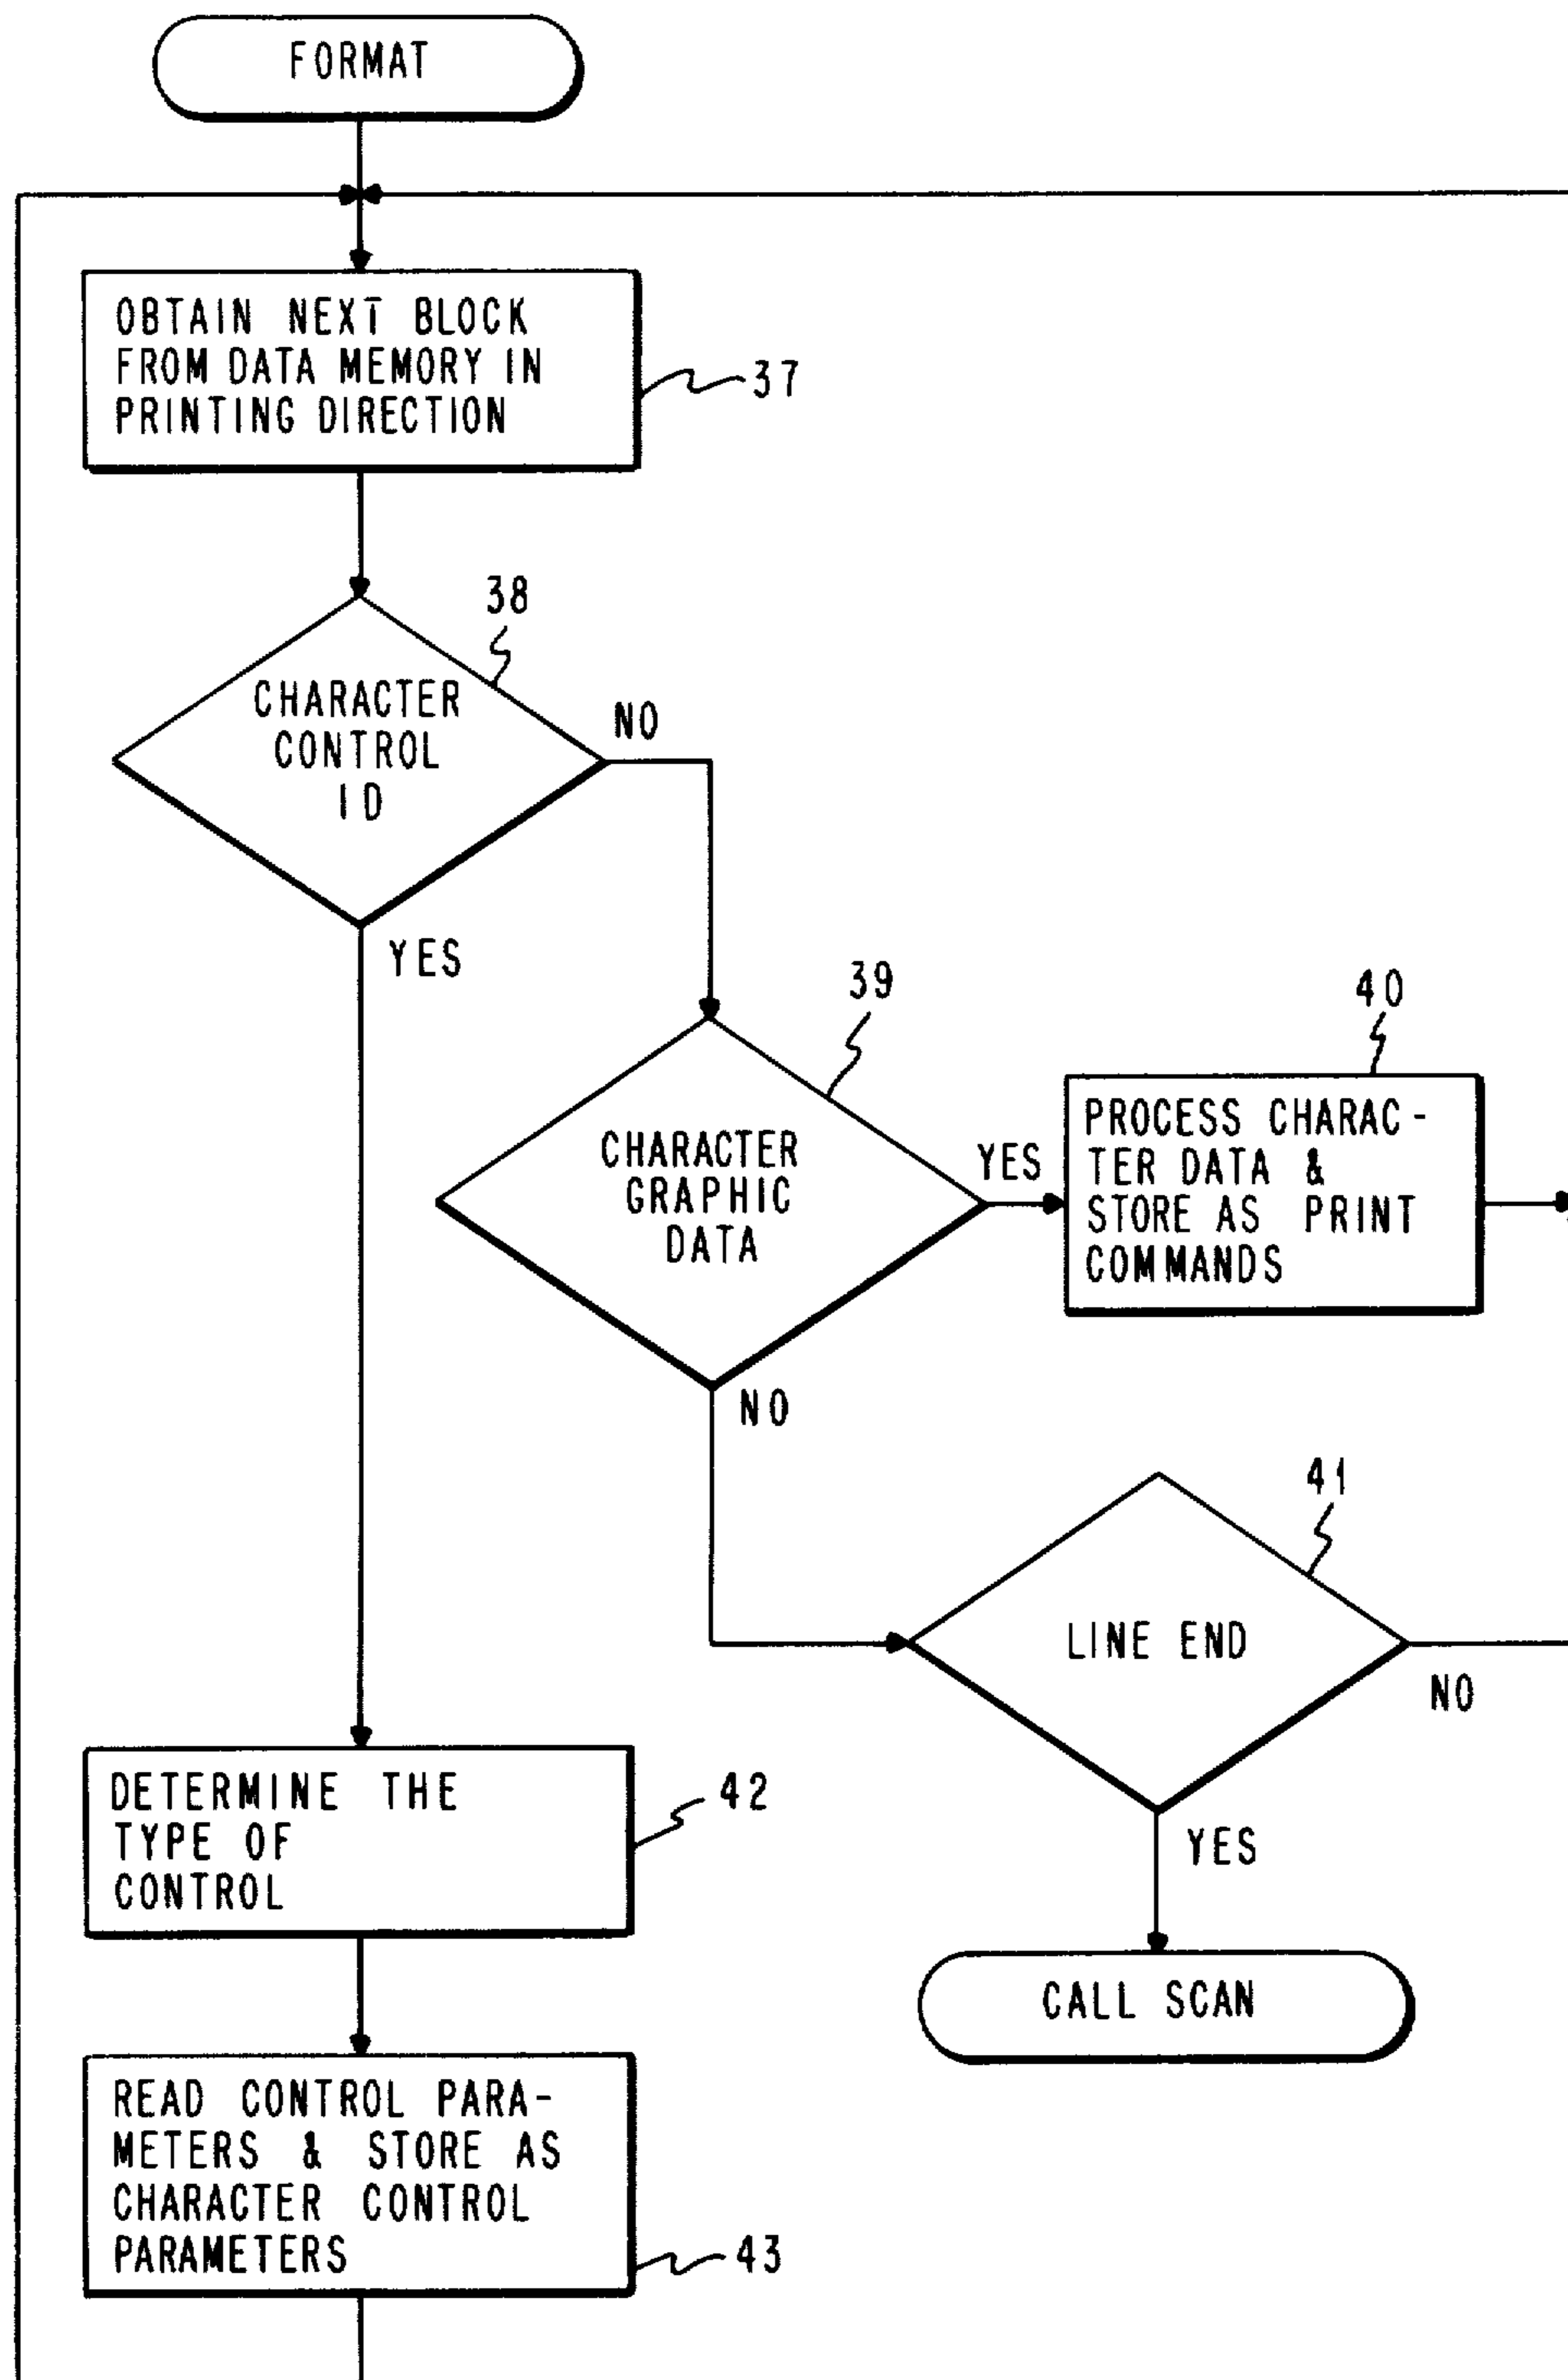 FORMAT
OBTAIN NEXT BLOCK
FROM DATA MEMORY IN
PRINTING DIRECTION
37
38
CHARACTER
CONTROL
ID
NO
YES
39
CHARACTER
GRAPHIC
DATA
YES
NO
40
PROCESS CHARAC-
TER DATA &
STORE AS PRINT
COMMANDS
41
LINE END
NO
YES
CALL SCAN
DETERMINE THE
TYPE OF
CONTROL
42
READ CONTROL PARA-
METERS & STORE AS
CHARACTER CONTROL
PARAMETERS
43